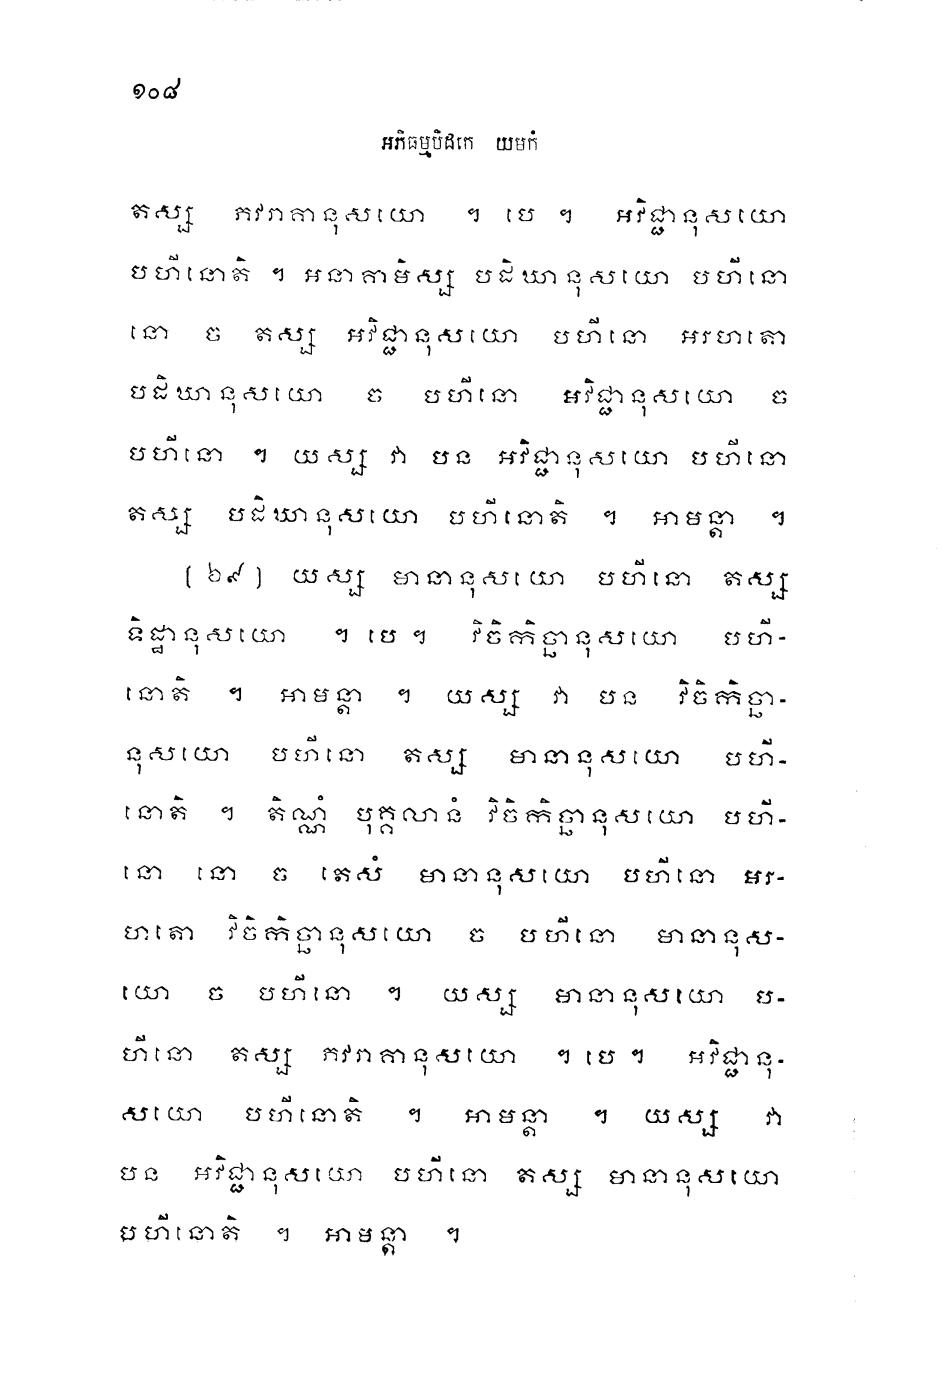 ១០៨
អភិធម្មបិដកេ យមកំ
តស្ស ភវរាគានុសយោ ។ បេ ។ អវិជ្ជានុសយោ
បហីនោតិ ។ អនាគាមិស្ស បដិឃានុសយោ បហីនោ
នោ ច តស្ស អវិជ្ជានុសយោ បហីនោ អរហតោ
បដិឃានុសយោ ច បហីនោ អវិជ្ជានុសយោ ច
បហីនោ ។ យស្ស វា បន អវិជ្ជានុសយោ បហីនោ
តស្ស បដិឃានុសយោ បហីនោតិ ។ អាមន្តា ។
[ ៦៩ ] យស្ស មានានុសយោ បហីនោ តស្ស
ទិដ្ឋានុសយោ ។ បេ ។ វិចិកិច្ឆានុសយោ បហី-
នោតិ ។ អាមន្តា ។ យស្ស វា បន វិចិកិច្ឆា-
នុសយោ បហីនោ តស្ស មានានុសយោ បហី-
នោតិ ។ តិណ្ណំ បុគ្គលានំ វិចិកិច្ឆានុសយោ បហី-
នោ នោ ច តេសំ មានានុសយោ បហីនោ អរ-
ហតោ វិចិកិច្ឆានុសយោ ច បហីនោ មានានុស-
យោ ច បហីនោ ។ យស្ស មានានុសយោ ប-
ហីនោ តស្ស ភវរាគានុសយោ ។ បេ ។ អវិជ្ជានុ-
សយោ បហីនោតិ ។ អាមន្តា ។ យស្ស វា
បន អវិជ្ជានុសយោ បហីនោ តស្ស មានានុសយោ
បហីនោតិ ។ អាមន្តា ។